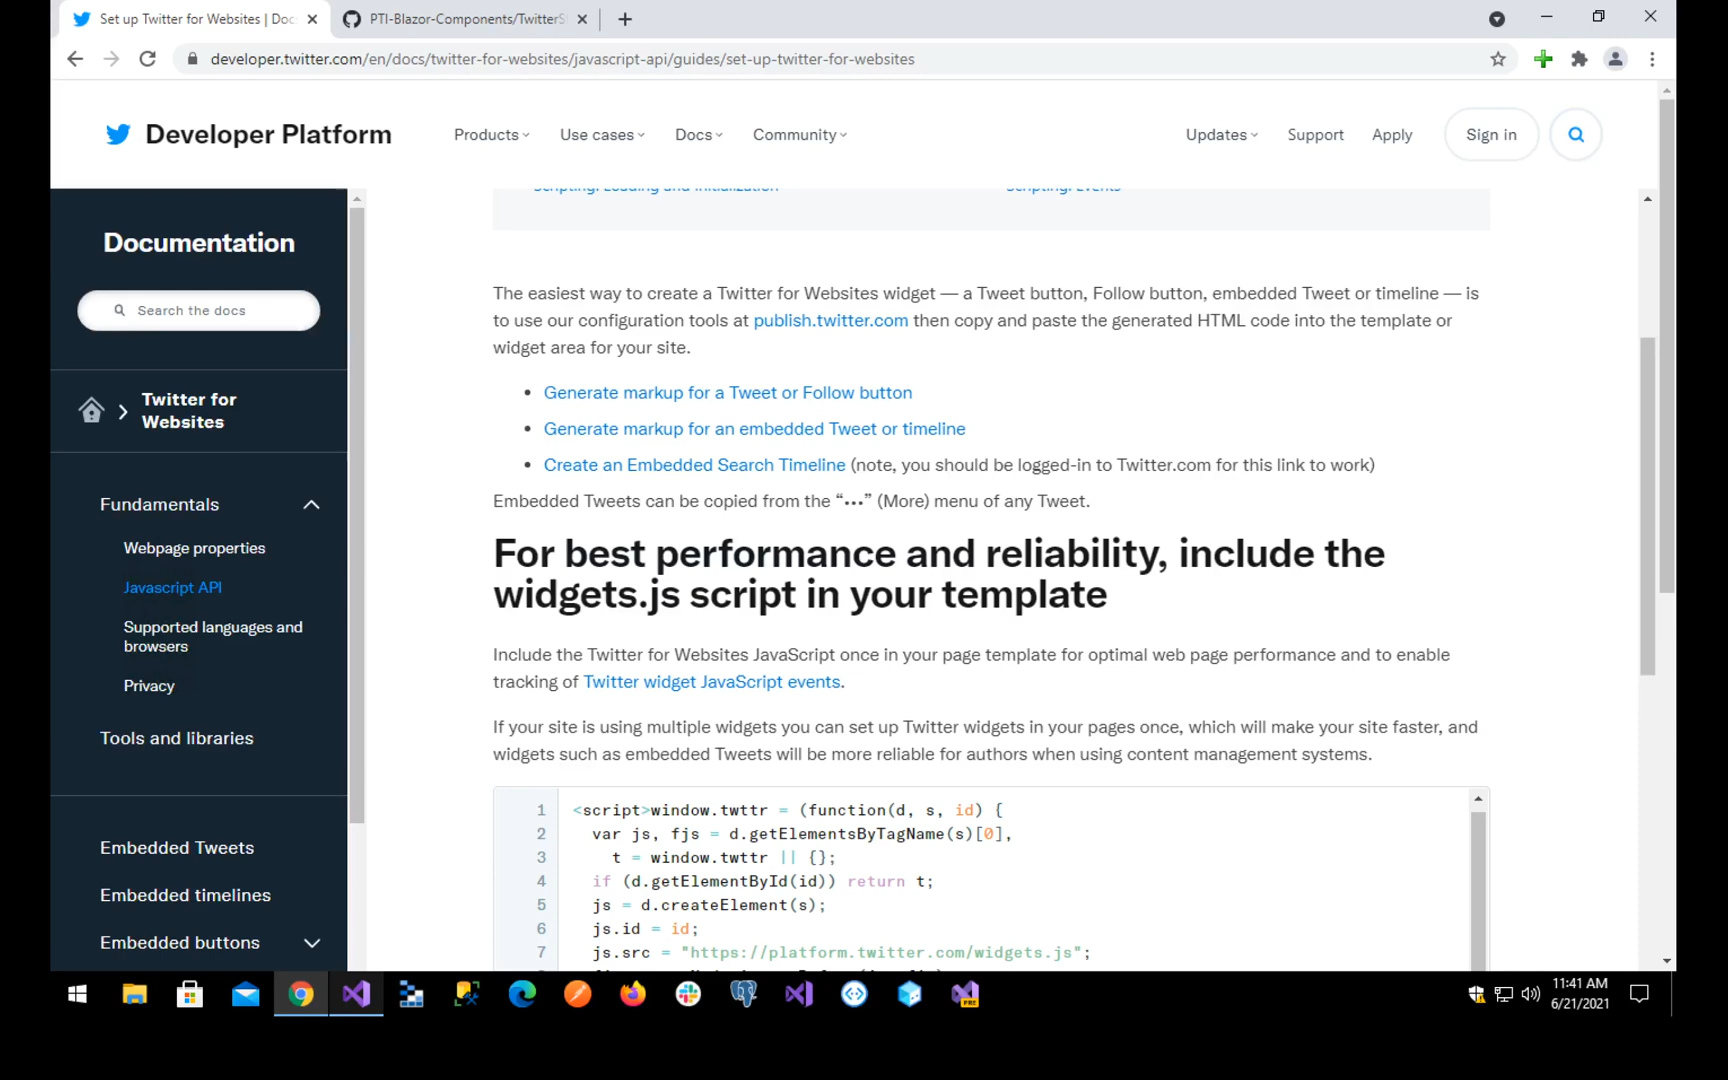 Set up Twitter for Websites | Doc
PTI-Blazor-Components/TwitterS
developer.twitter.com/en/docs/twitter-for-websites/javascript-api/guides/set-up-twitter-for-websites
Developer Platform
Products
Use cases
Docs
Community
Updates
Support
Apply
Sign in
Documentation
Search the docs
Twitter for
Websites
Fundamentals
Webpage properties
Javascript API
Supported languages and
browsers
Privacy
Tools and libraries
Embedded Tweets
Embedded timelines
Embedded buttons
Scripting: Loading and Initialization
Scripting: Events
The easiest way to create a Twitter for Websites widget — a Tweet button, Follow button, embedded Tweet or timeline — is
to use our configuration tools at publish.twitter.com then copy and paste the generated HTML code into the template or
widget area for your site.
• Generate markup for a Tweet or Follow button
• Generate markup for an embedded Tweet or timeline
• Create an Embedded Search Timeline (note, you should be logged-in to Twitter.com for this link to work)
Embedded Tweets can be copied from the “•••” (More) menu of any Tweet.
For best performance and reliability, include the
widgets.js script in your template
Include the Twitter for Websites JavaScript once in your page template for optimal web page performance and to enable
tracking of Twitter widget JavaScript events.
If your site is using multiple widgets you can set up Twitter widgets in your pages once, which will make your site faster, and
widgets such as embedded Tweets will be more reliable for authors when using content management systems.
1 <script>window.twttr = (function(d, s, id) {
2 var js, fjs = d.getElementsByTagName(s)[0],
3 t = window.twttr || {};
4 if (d.getElementById(id)) return t;
5 js = d.createElement(s);
6 js.id = id;
7 js.src = "https://platform.twitter.com/widgets.js";
PRE
11:41 AM
6/21/2021